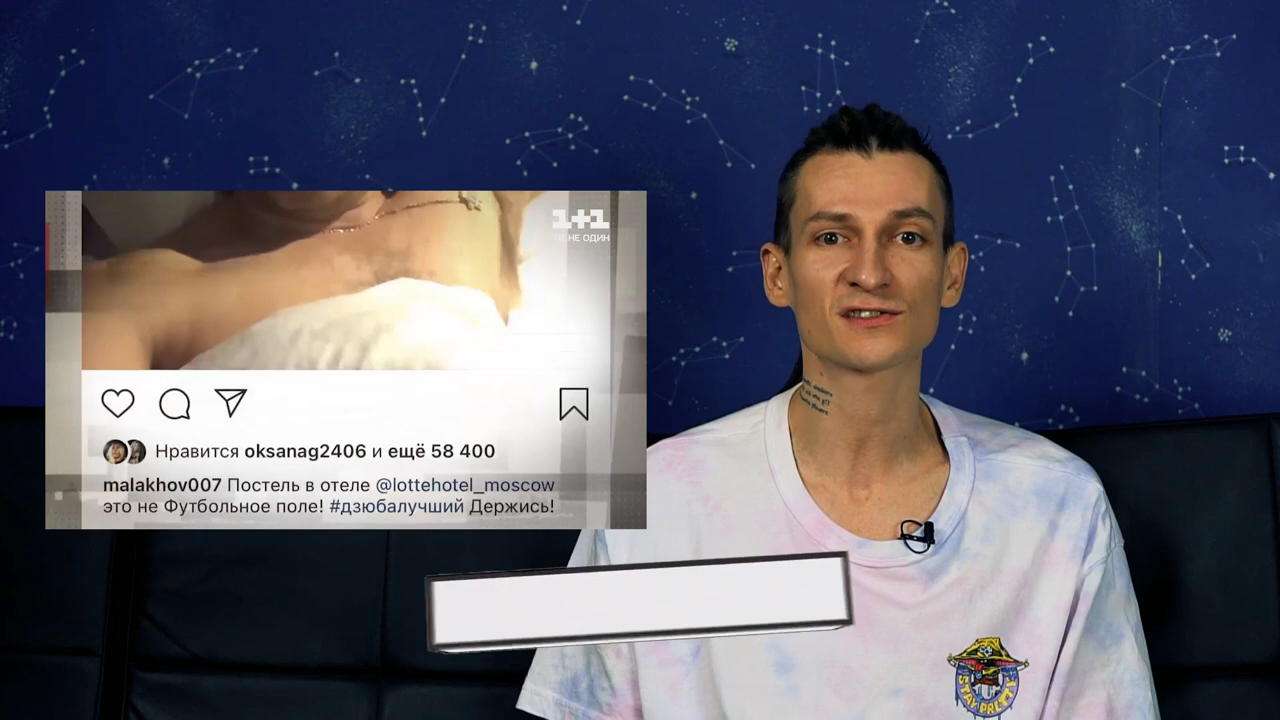 1+1
ТИ НЕ ОДИН
Нравится oksanag2406 и ещё 58 400
malakhov007 Постель в отеле @lottehotel_moscow
это не Футбольное поле! #дзюбалучший Держись!
STAY PRETTY